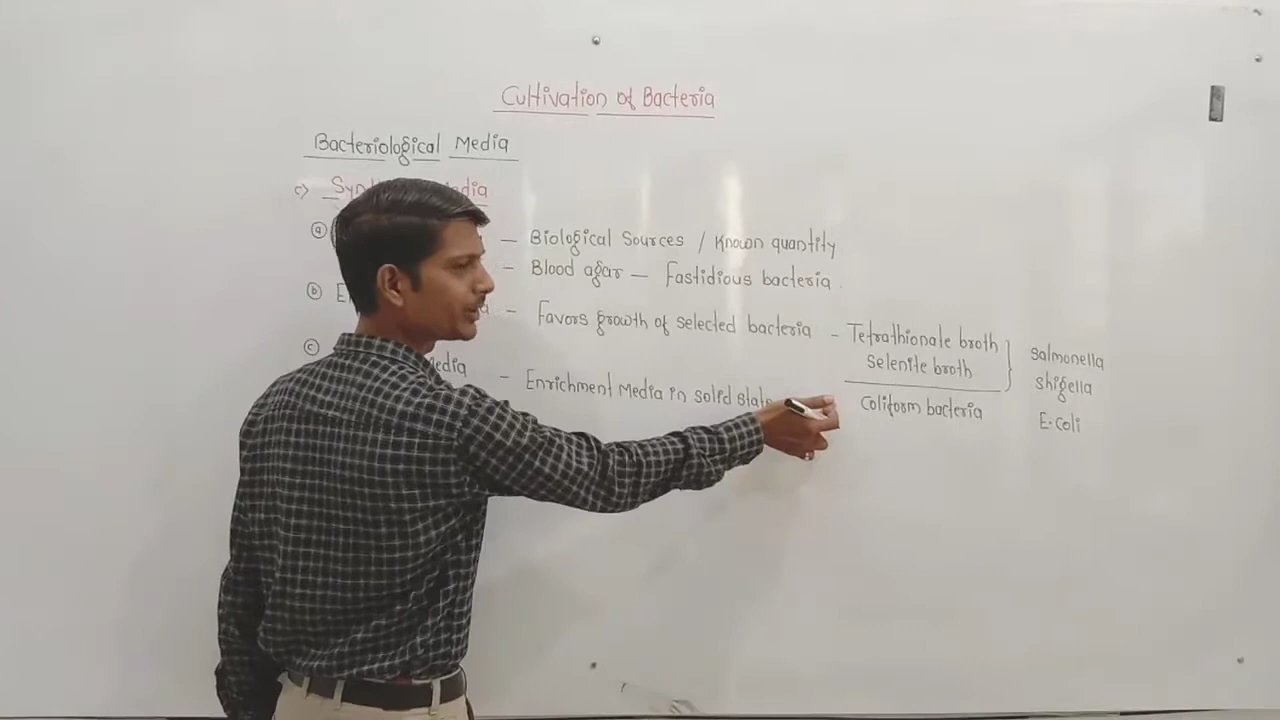 Cultivation of Bacteria
Bacteriological Media
c)
ⓐ — Biological Sources / Known quantity
- Blood agar — Fastidious bacteria
ⓑ - Favors growth of selected bacteria - Tetrathionate broth
Selenite broth
Salmonella
Shigella
ⓒ Media - Enrichment Media in solid state
Coliform bacteria E.Coli